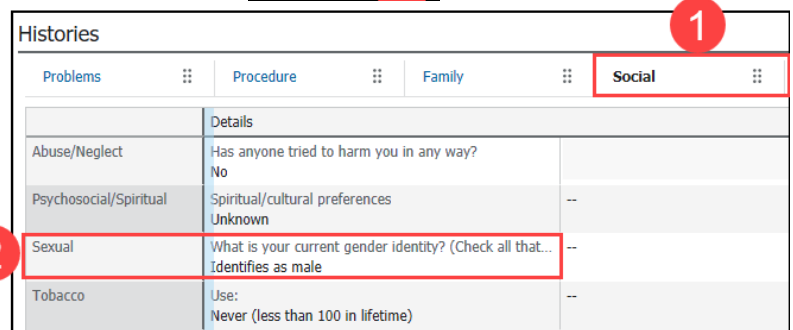 Histories
1
Problems Procedure Family Social
Details
Abuse/Neglect Has anyone tried to harm you in any way?
No
Psychosocial/Spiritual Spiritual/cultural preferences --
Unknown
2
Sexual What is your current gender identity? (Check all that... --
Identifies as male
Tobacco Use: --
Never (less than 100 in lifetime)